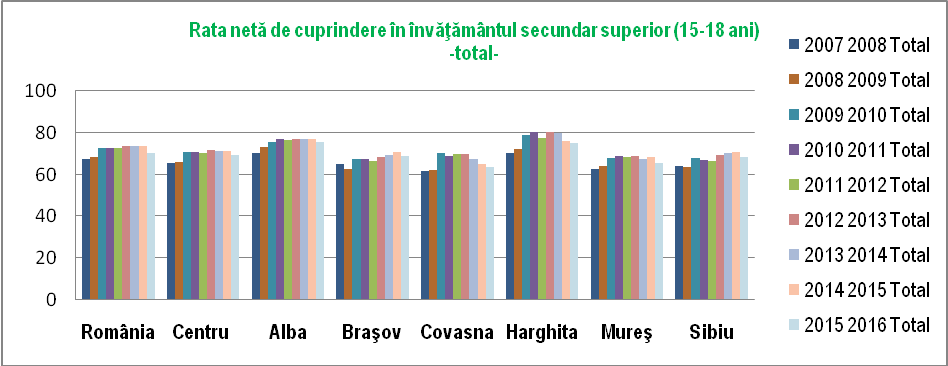 Rata netă de cuprindere în învăţământul secundar superior (15-18 ani)
-total-
100
80
60
40
20
0
România Centru Alba Braşov Covasna Harghita Mureş Sibiu
2007 2008 Total
2008 2009 Total
2009 2010 Total
2010 2011 Total
2011 2012 Total
2012 2013 Total
2013 2014 Total
2014 2015 Total
2015 2016 Total